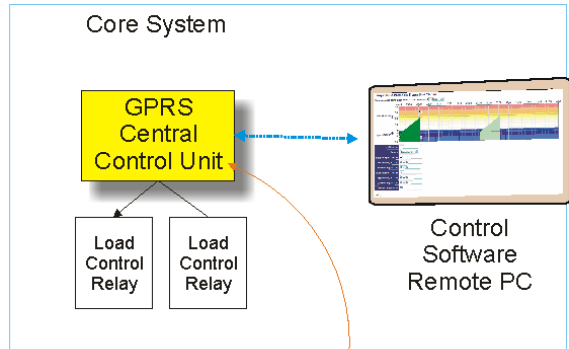 Core System
GPRS
Central
Control Unit
Load
Control
Relay
Load
Control
Relay
Control
Software
Remote PC